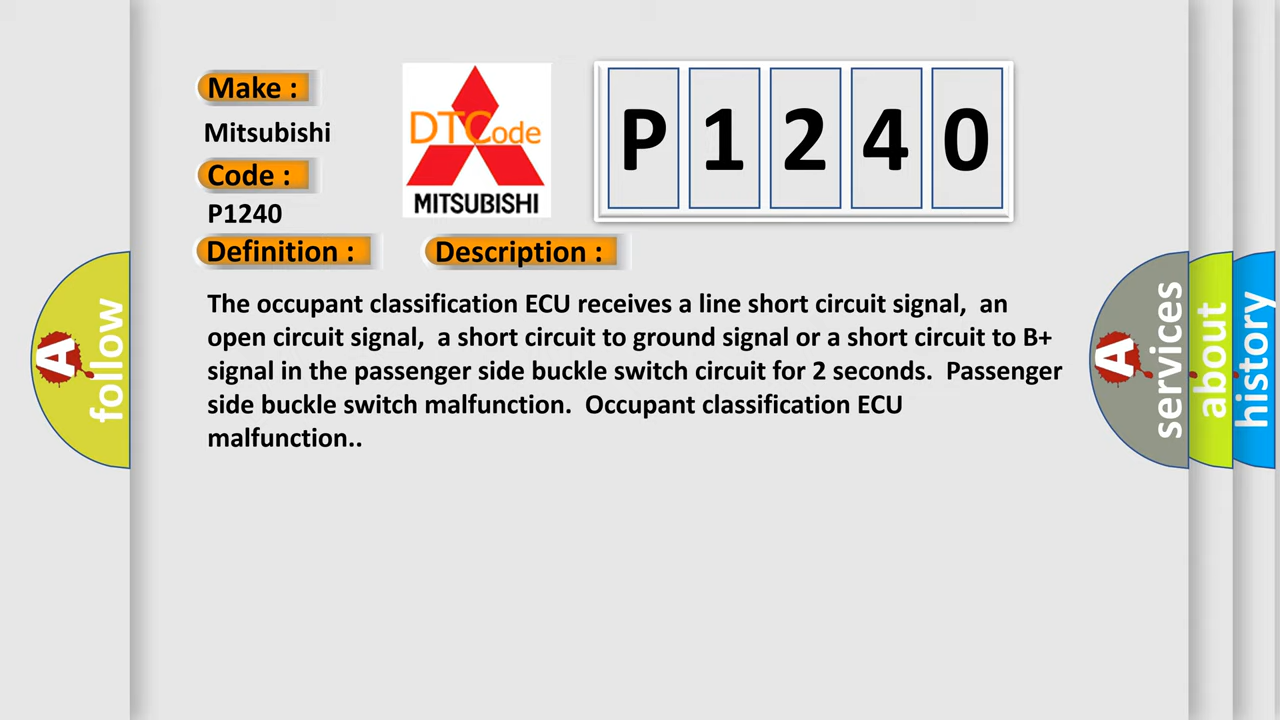 Make :
Mitsubishi
Code :
P1240
Definition :
Description :
DTCode
MITSUBISHI
P 1 2 4 0
The occupant classification ECU receives a line short circuit signal, an
open circuit signal, a short circuit to ground signal or a short circuit to B+
signal in the passenger side buckle switch circuit for 2 seconds. Passenger
side buckle switch malfunction. Occupant classification ECU
malfunction..
A follow
A services
about
history